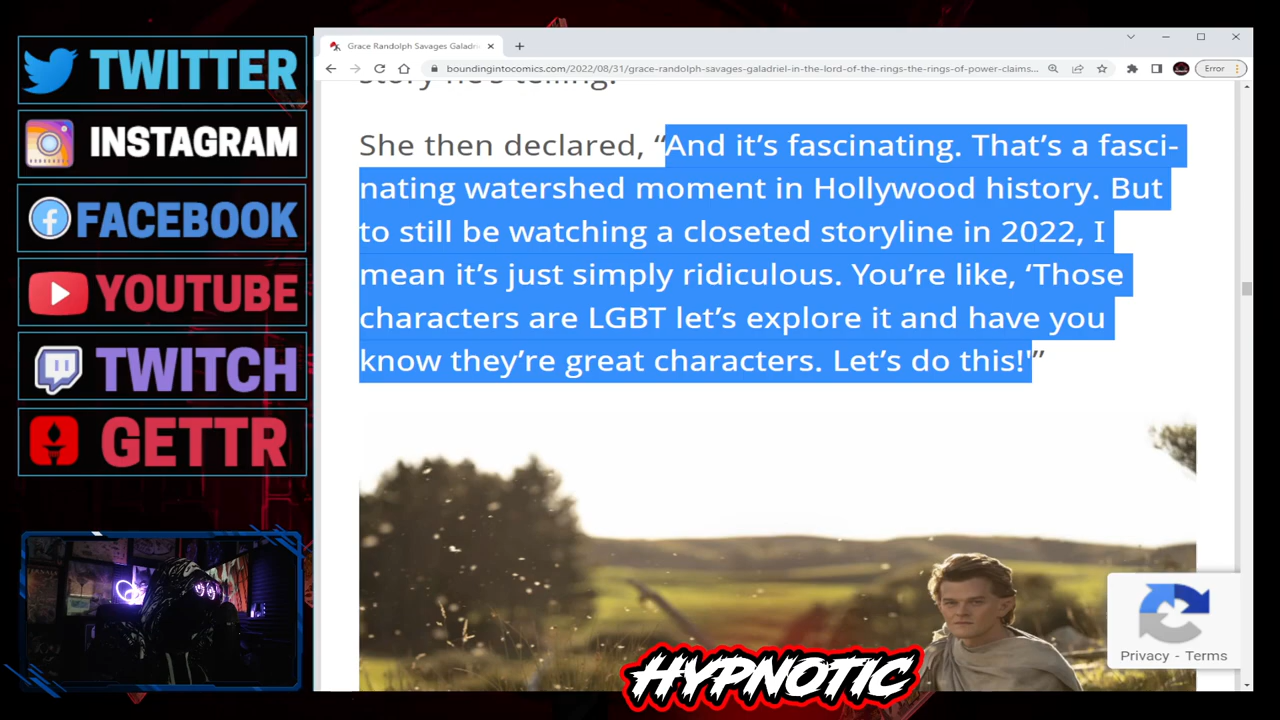 TWITTER
INSTAGRAM
FACEBOOK
YOUTUBE
TWITCH
GETTR
Grace Randolph Savages Galadri
boundingintocomics.com/2022/08/31/grace-randolph-savages-galadriel-in-the-lord-of-the-rings-the-rings-of-power-claims...
Error
story he's telling.
She then declared, “And it’s fascinating. That’s a fasci-
nating watershed moment in Hollywood history. But
to still be watching a closeted storyline in 2022, I
mean it’s just simply ridiculous. You’re like, ‘Those
characters are LGBT let’s explore it and have you
know they’re great characters. Let’s do this!'”
Privacy - Terms
HYPNOTIC